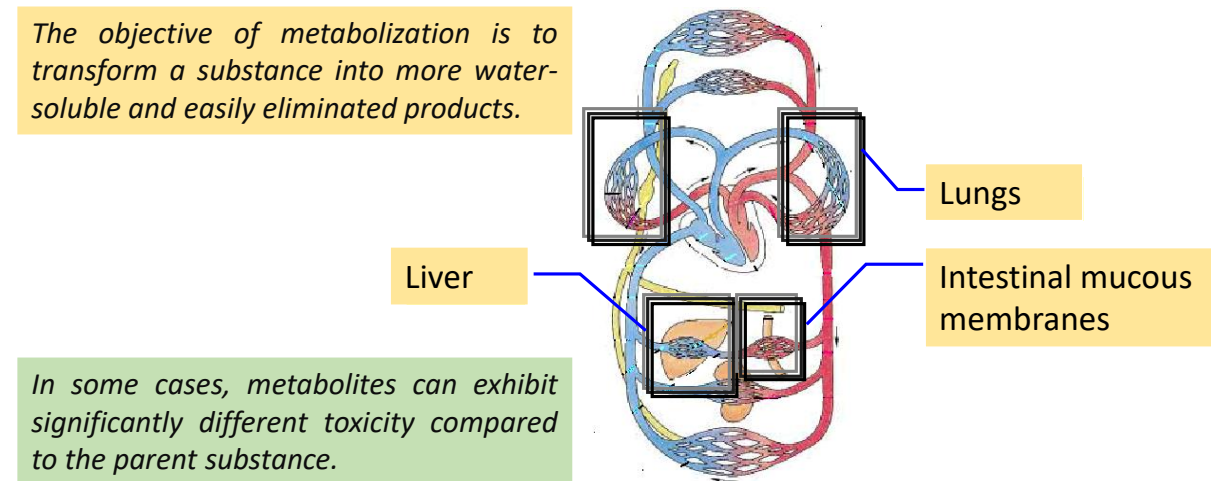 The objective of metabolization is to
transform a substance into more water-
soluble and easily eliminated products.
Lungs
Liver
Intestinal mucous
membranes
In some cases, metabolites can exhibit
significantly different toxicity compared
to the parent substance.